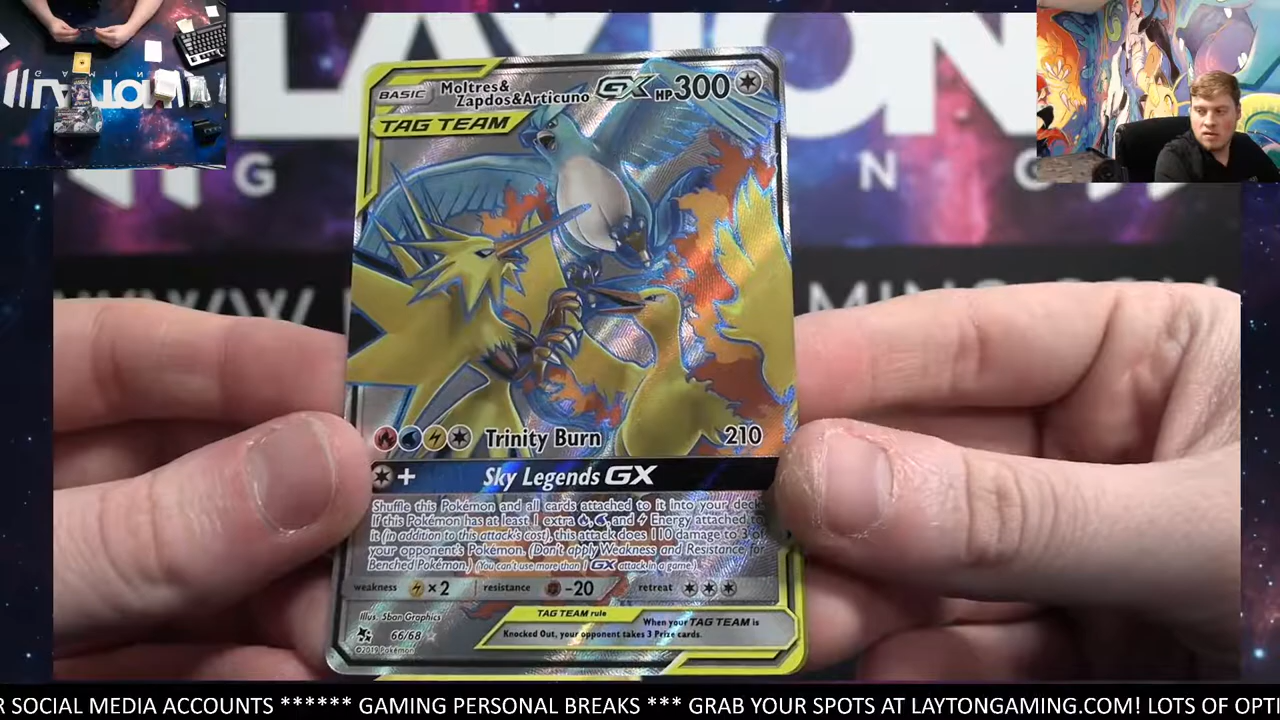 LAYTON
G N G
BASIC Moltres&
Zapdos&Articuno GX HP300
TAG TEAM
Trinity Burn 210
+ Sky Legends GX
Shuffle this Pokémon and all cards attached to it into your deck.
If this Pokémon has at least 1 extra , , and Energy attached to
it (in addition to this attack's cost), this attack does 110 damage to 3 of
your opponent's Pokémon. (Don't apply Weakness and Resistance for
Benched Pokémon.) (You can't use more than 1 GX attack in a game.)
weakness ×2 resistance -20 retreat
Illus. 5ban Graphics
66/68
©2019 Pokémon
TAG TEAM rule
When your TAG TEAM is
Knocked Out, your opponent takes 3 Prize cards.
R SOCIAL MEDIA ACCOUNTS ****** GAMING PERSONAL BREAKS *** GRAB YOUR SPOTS AT LAYTONGAMING.COM! LOTS OF OPTI